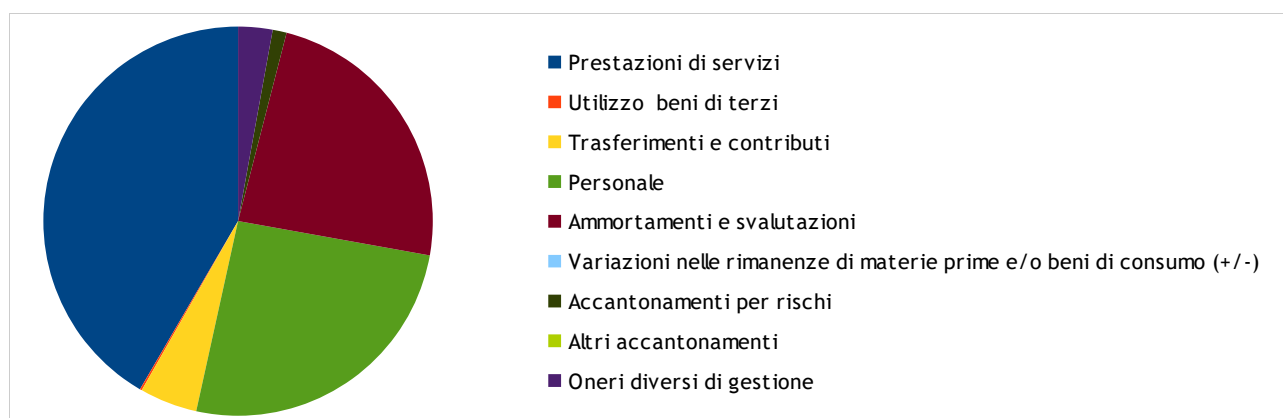 Prestazioni di servizi
Utilizzo beni di terzi
Trasferimenti e contributi
Personale
Ammortamenti e svalutazioni
Variazioni nelle rimanenze di materie prime e/o beni di consumo (+/-)
Accantonamenti per rischi
Altri accantonamenti
Oneri diversi di gestione